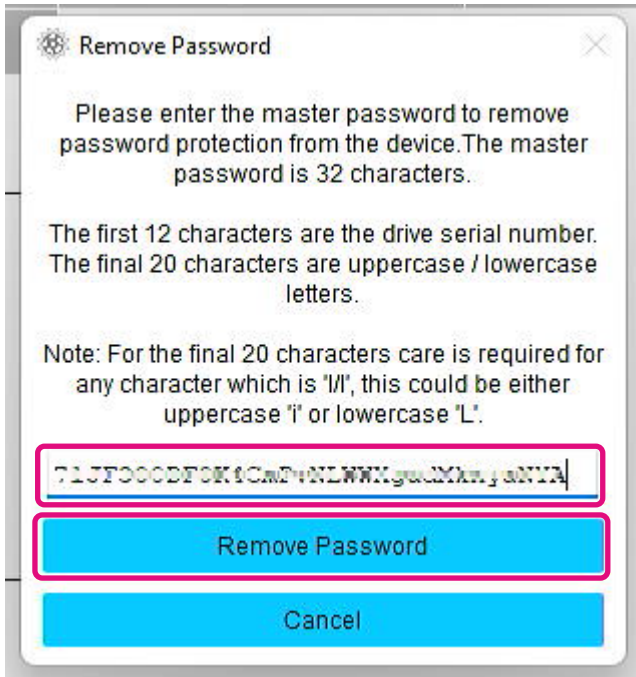 Remove Password
Please enter the master password to remove
password protection from the device.The master
password is 32 characters.
The first 12 characters are the drive serial number.
The final 20 characters are uppercase / lowercase
letters.
Note: For the final 20 characters care is required for
any character which is 'I/l', this could be either
uppercase 'i' or lowercase 'L'.
Remove Password
Cancel